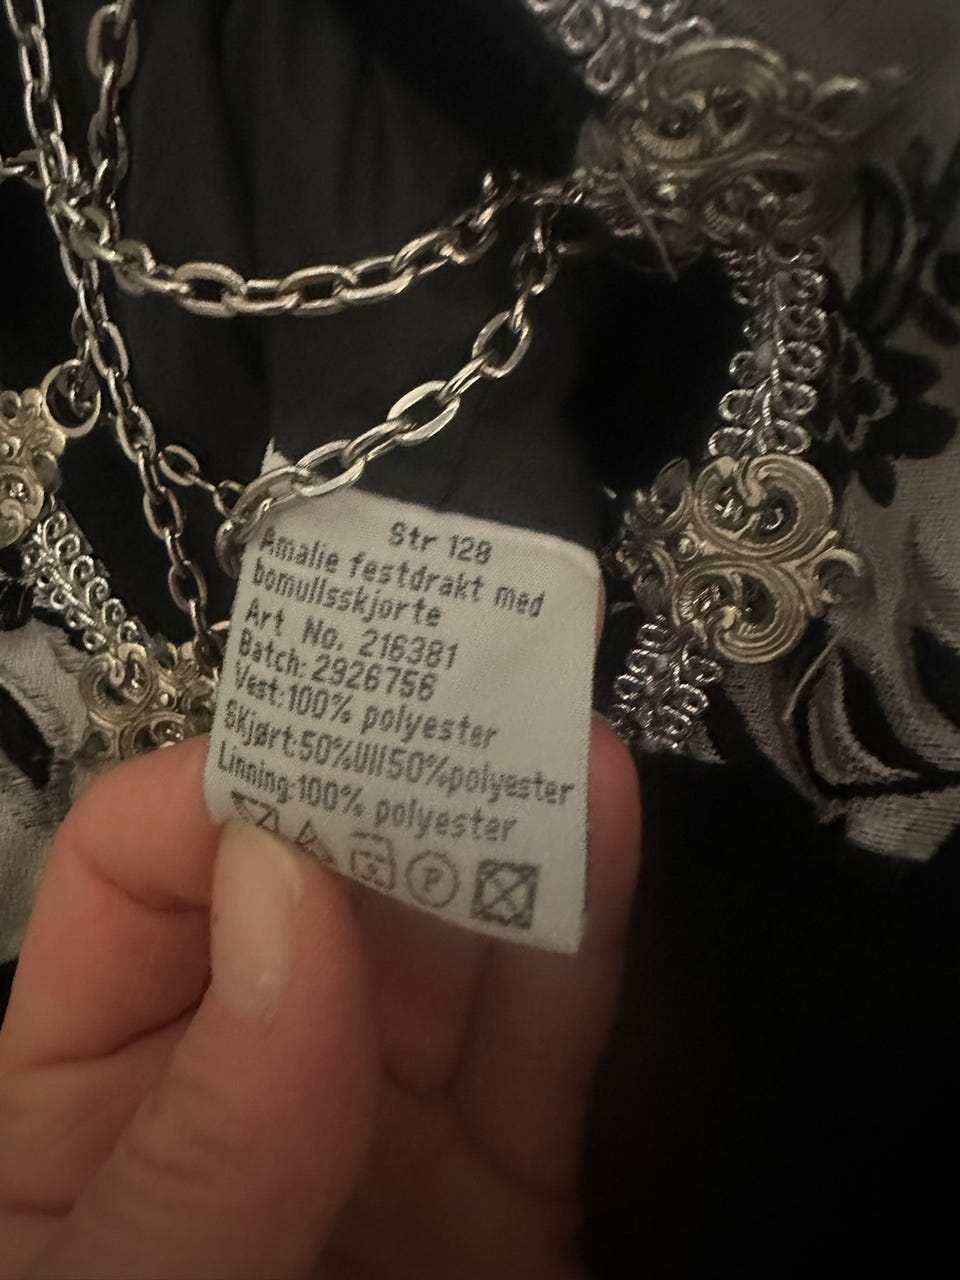 Str 128
Amalie festdrakt med
bomullsskjorte
Art No. 216381
Batch: 2926756
Vest:100% polyester
Skjørt:50%Ull50%polyester
Linning:100% polyester
P